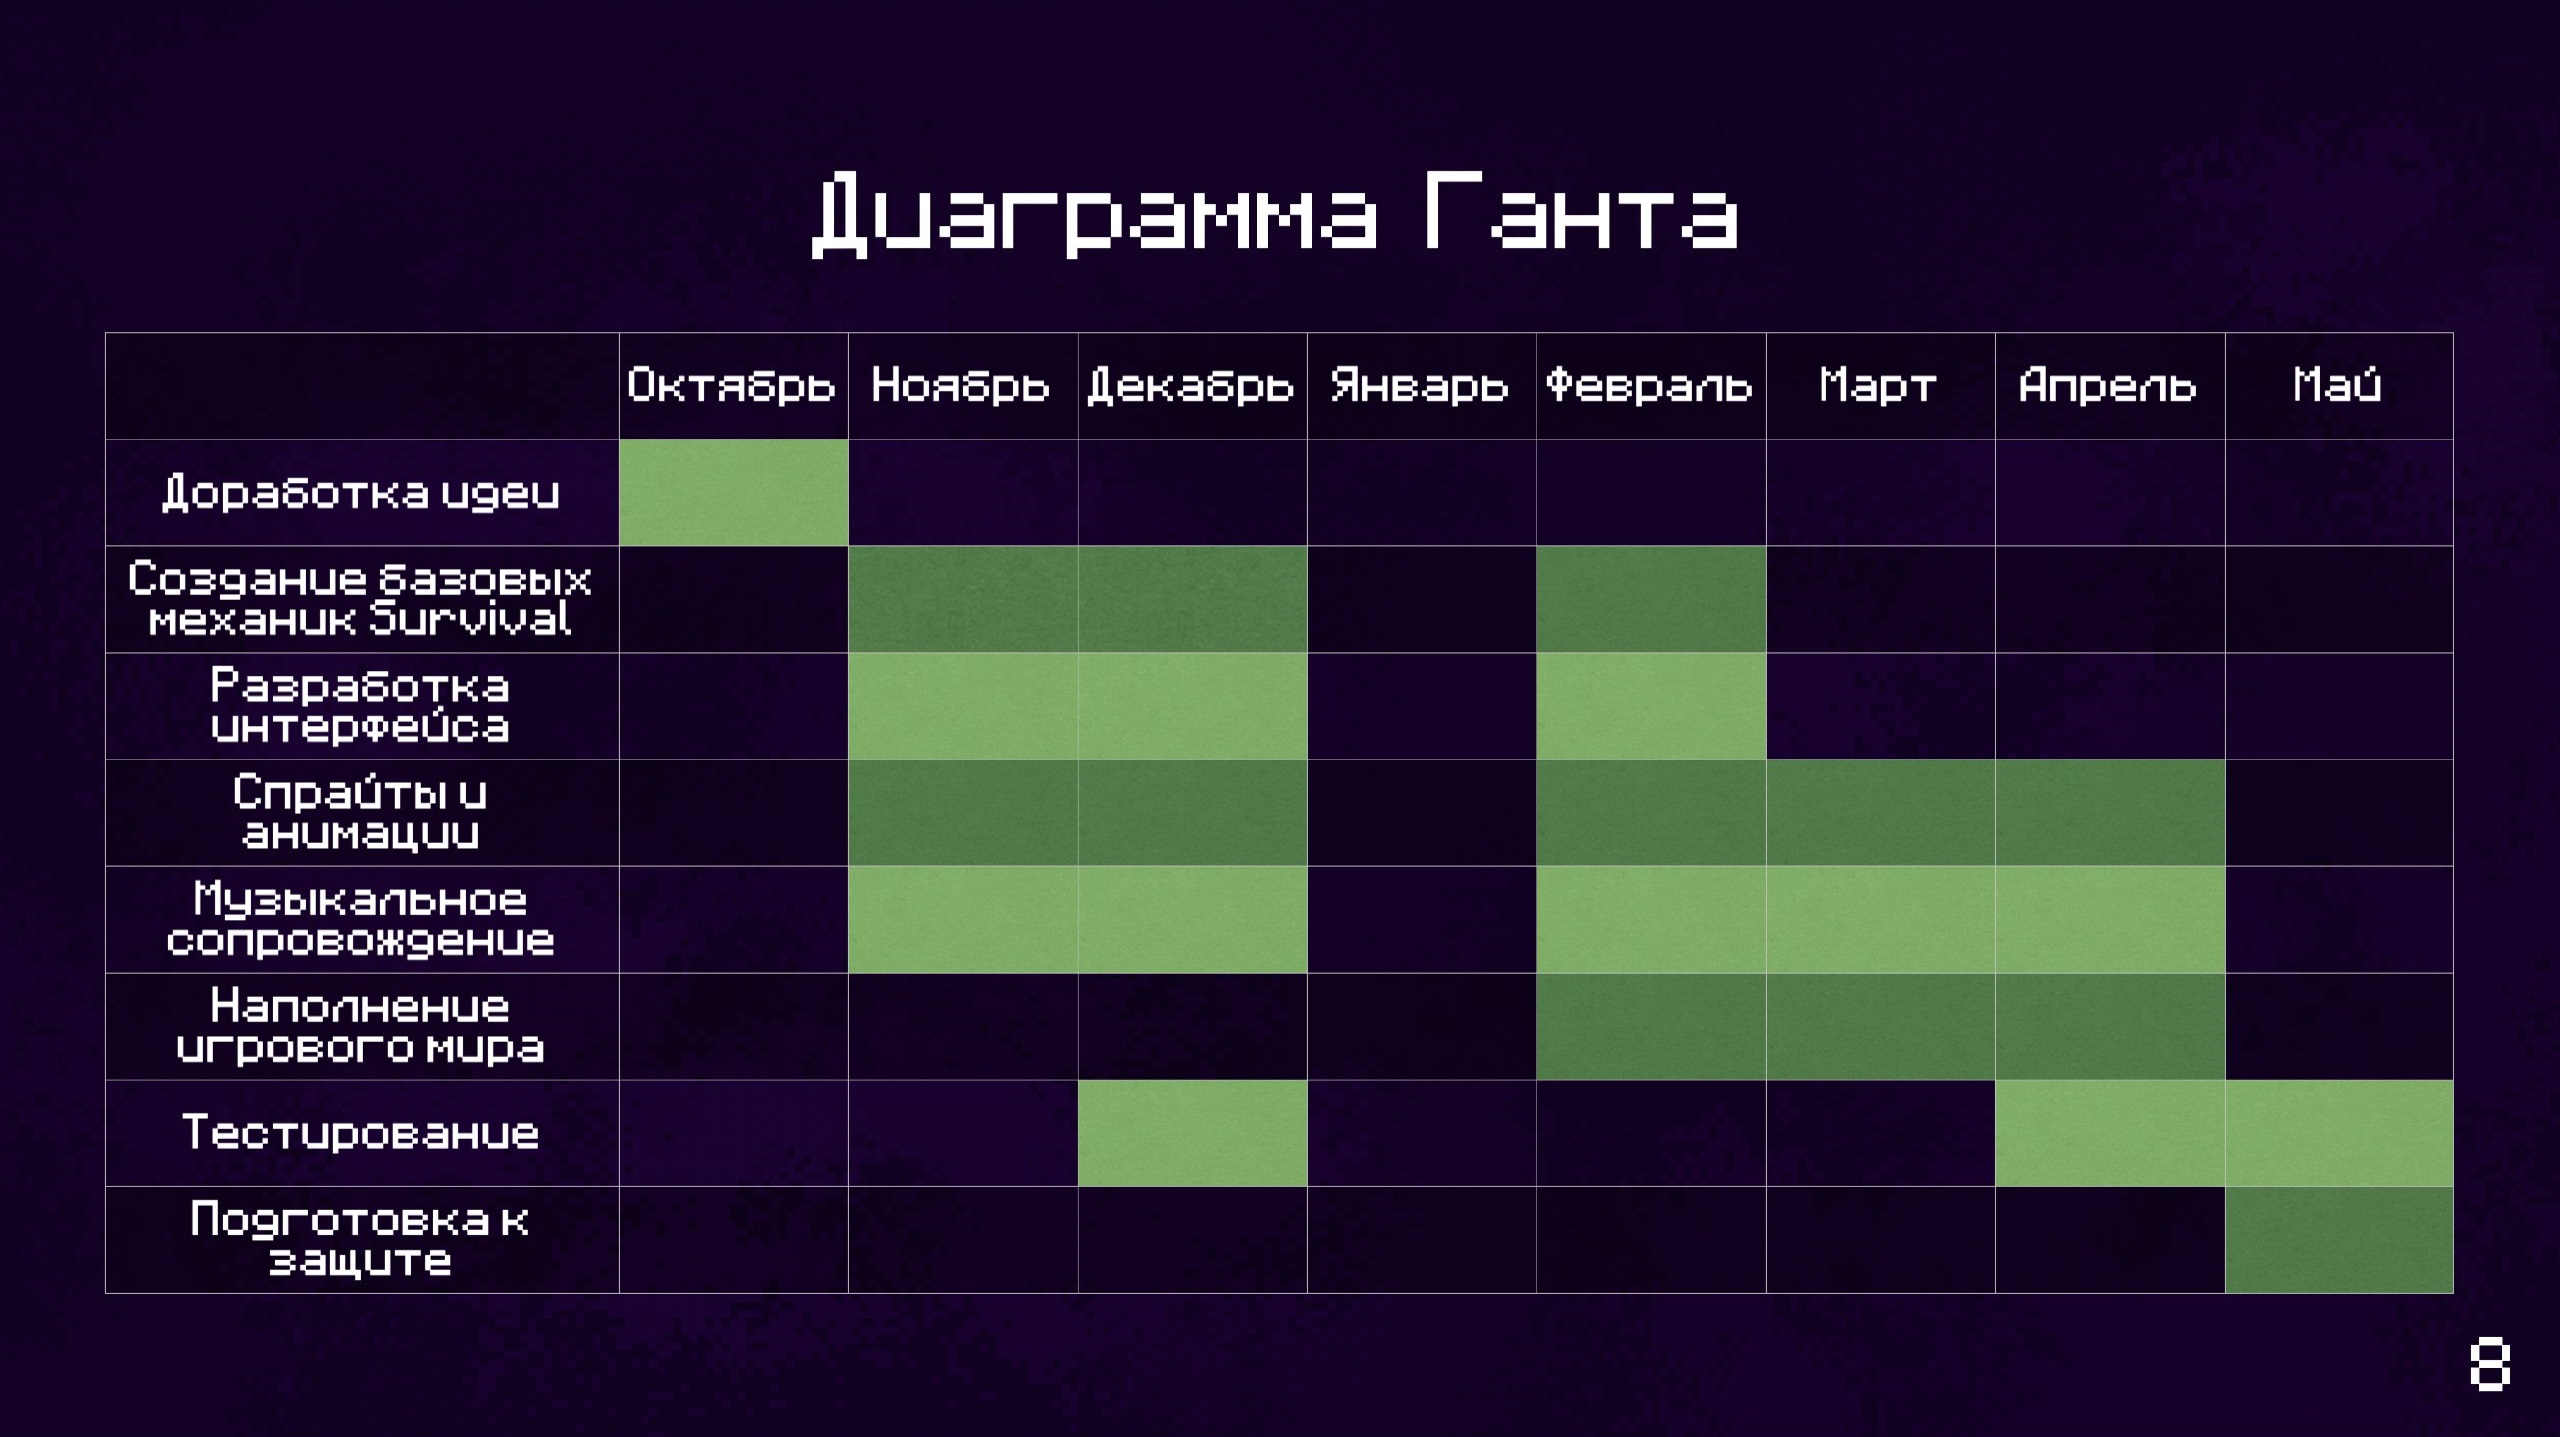 Диаграмма Ганта
Октябрь Ноябрь Декабрь Январь Февраль Март Апрель Май
Доработка идеи
Создание базовых
механик Survival
Разработка
интерфейса
Спрайты и
анимации
Музыкальное
сопровождение
Наполнение
игрового мира
Тестирование
Подготовка к
защите
8